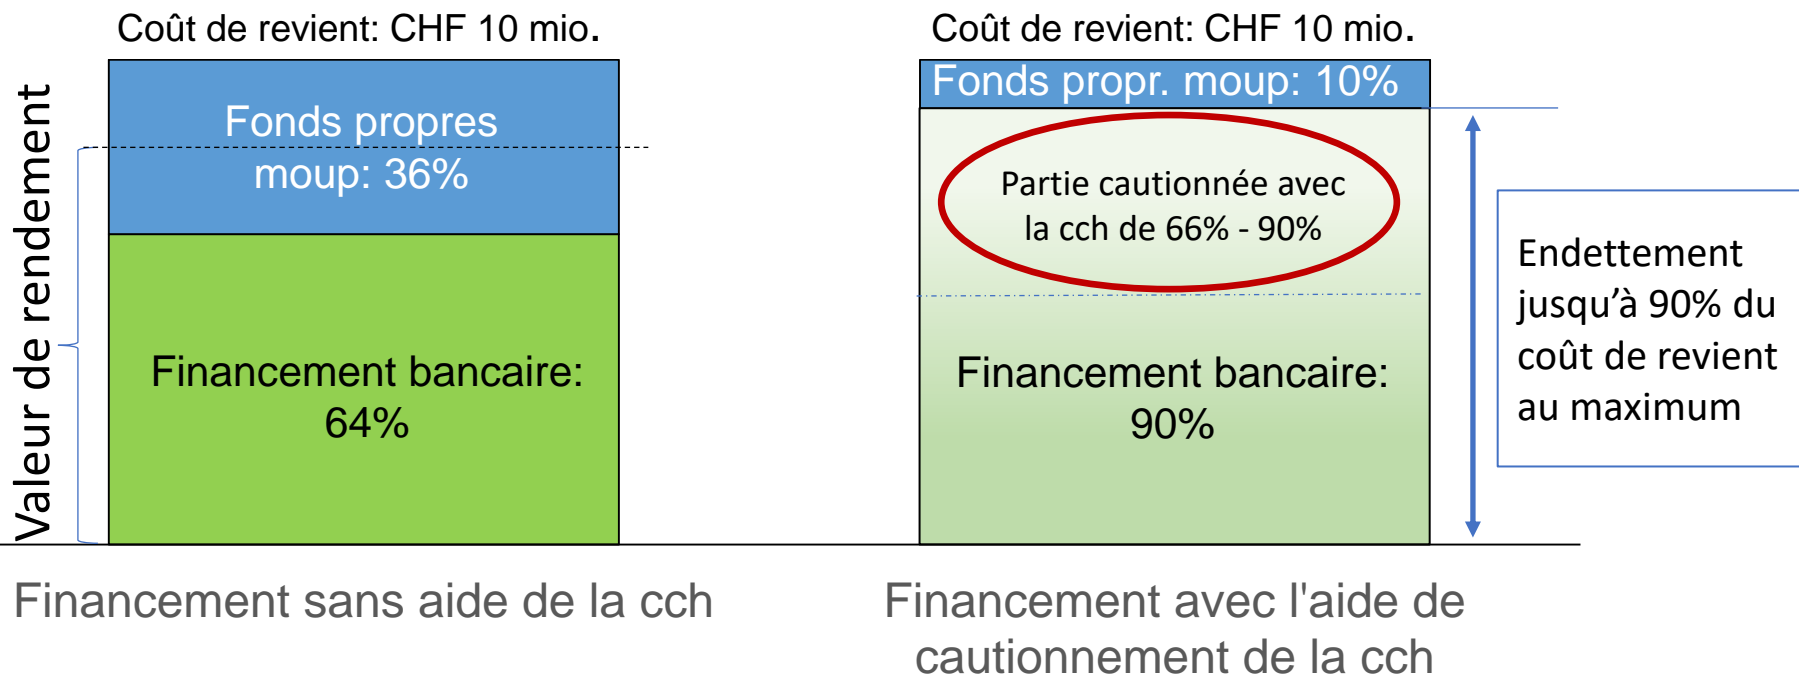 Coût de revient: CHF 10 mio.
Valeur de rendement
Fonds propres
moup: 36%
Financement bancaire:
64%
Financement sans aide de la cch
Coût de revient: CHF 10 mio.
Fonds propr. moup: 10%
Partie cautionnée avec
la cch de 66% - 90%
Financement bancaire:
90%
Endettement
jusqu’à 90% du
coût de revient
au maximum
Financement avec l'aide de
cautionnement de la cch